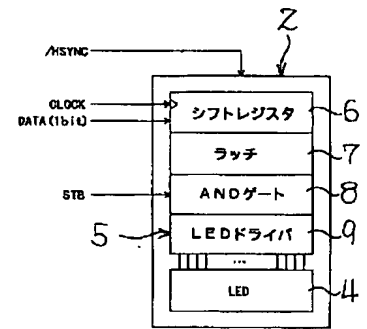 /HSYNC
2
CLOCK
DATA(1bit)
シフトレジスタ
6
ラッチ
7
STB
ANDゲート
8
5
LEDドライバ
9
...
LED
4